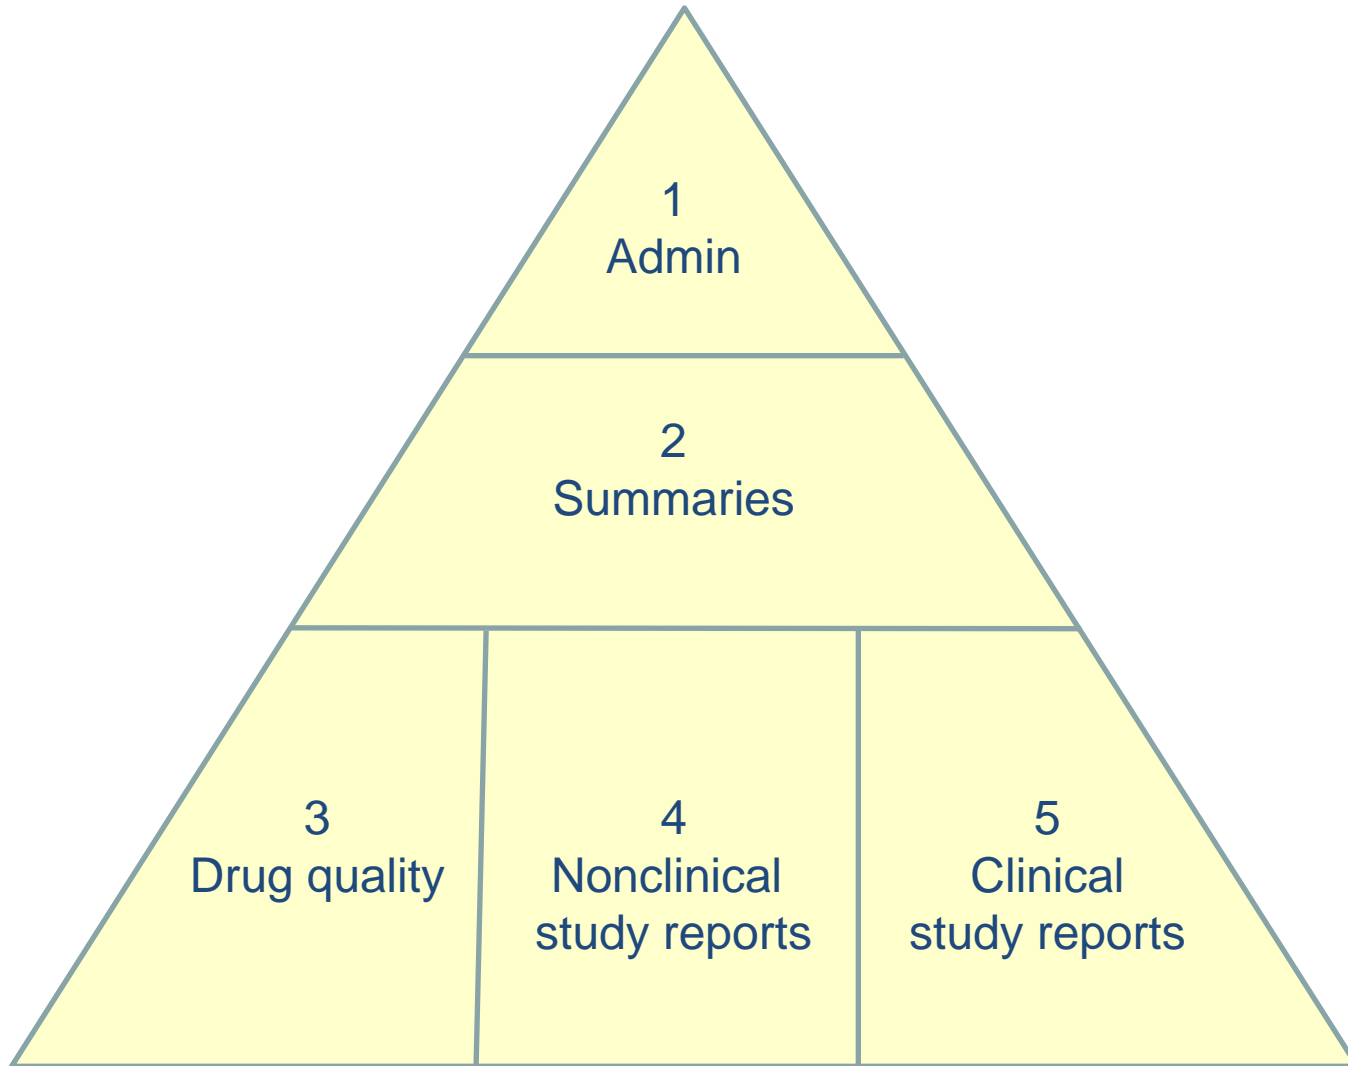 1
Admin
2
Summaries
3
Drug quality
4
Nonclinical
study reports
5
Clinical
study reports